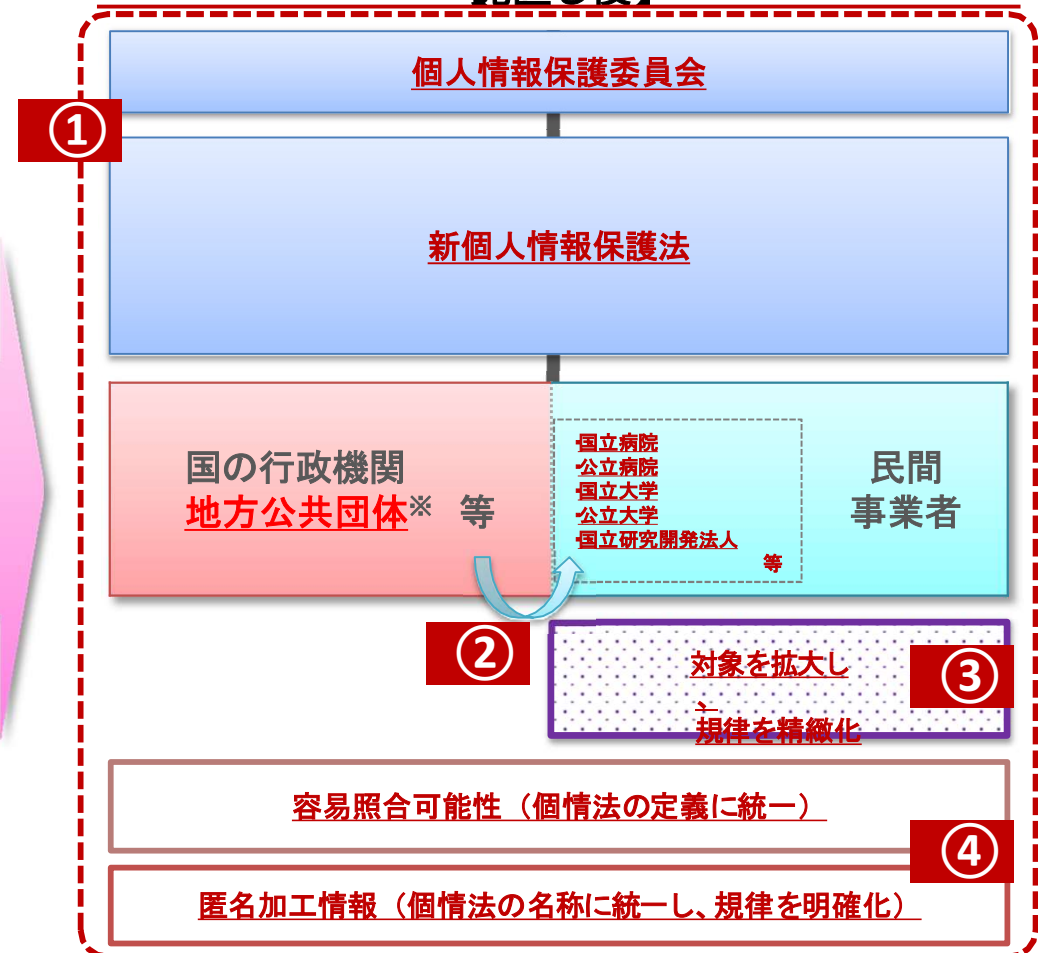 個人情報保護委員会
①
新個人情報保護法
国の行政機関
地方公共団体※ 等
・国立病院
・公立病院
・国立大学
・公立大学
・国立研究開発法人
等
民間
事業者
②
対象を拡大し
、
規律を精緻化
③
容易照合可能性（個情法の定義に統一）
④
匿名加工情報（個情法の名称に統一し、規律を明確化）